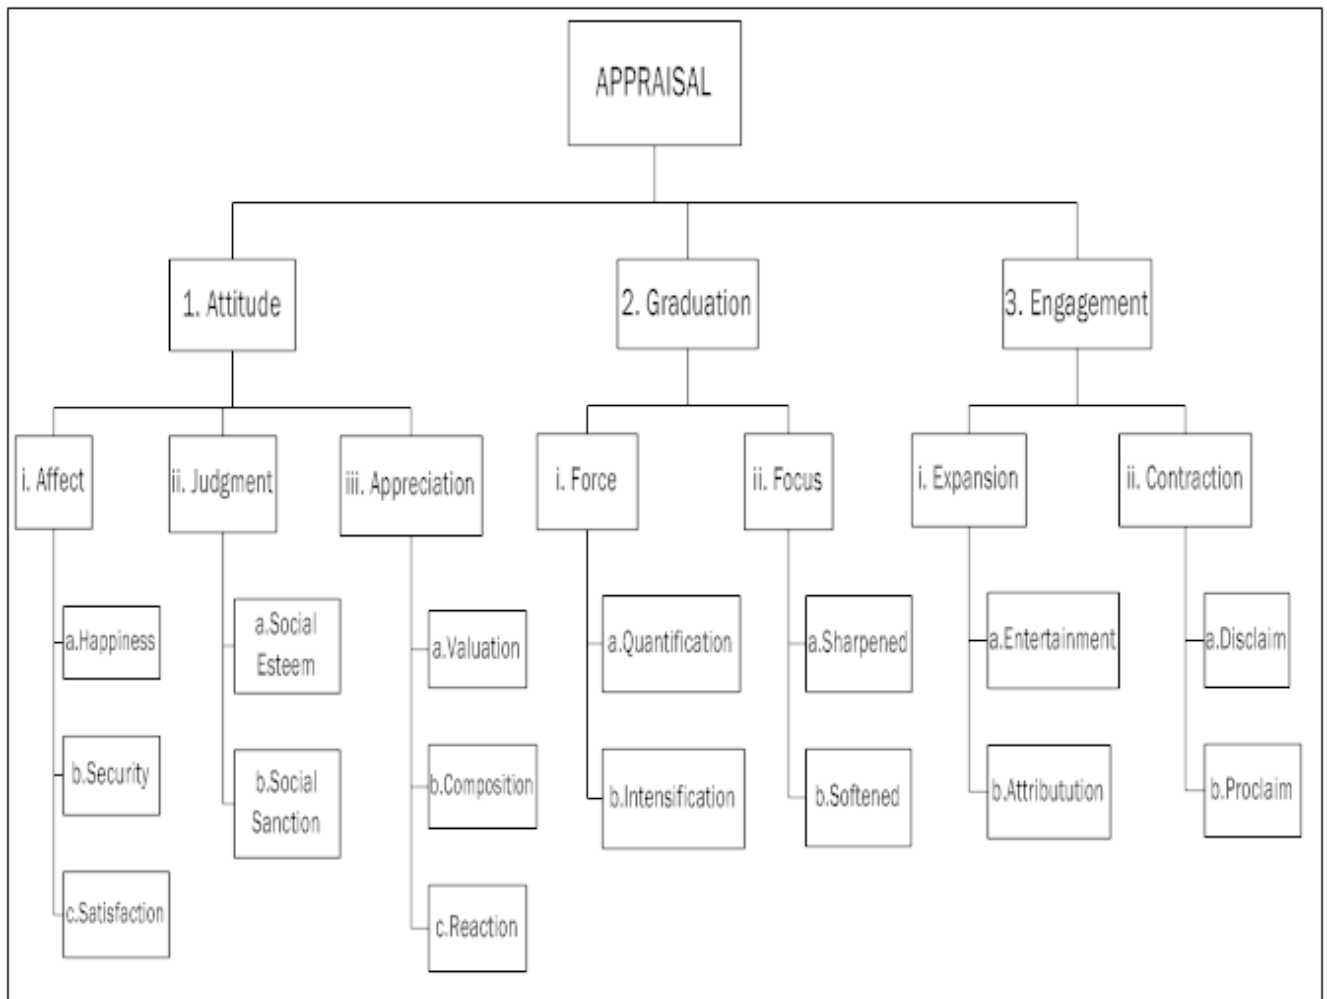 APPRAISAL
1. Attitude
2. Graduation
3. Engagement
i. Affect
ii. Judgment
iii. Appreciation
i. Force
ii. Focus
i. Expansion
ii. Contraction
a.Happiness
a.Social
Esteem
a.Valuation
a.Quantification
a.Sharpened
a.Entertainment
a.Disclaim
b.Security
b.Social
Sanction
b.Composition
b.Intensification
b.Softened
b.Attributution
b.Proclaim
c.Satisfaction
c.Reaction